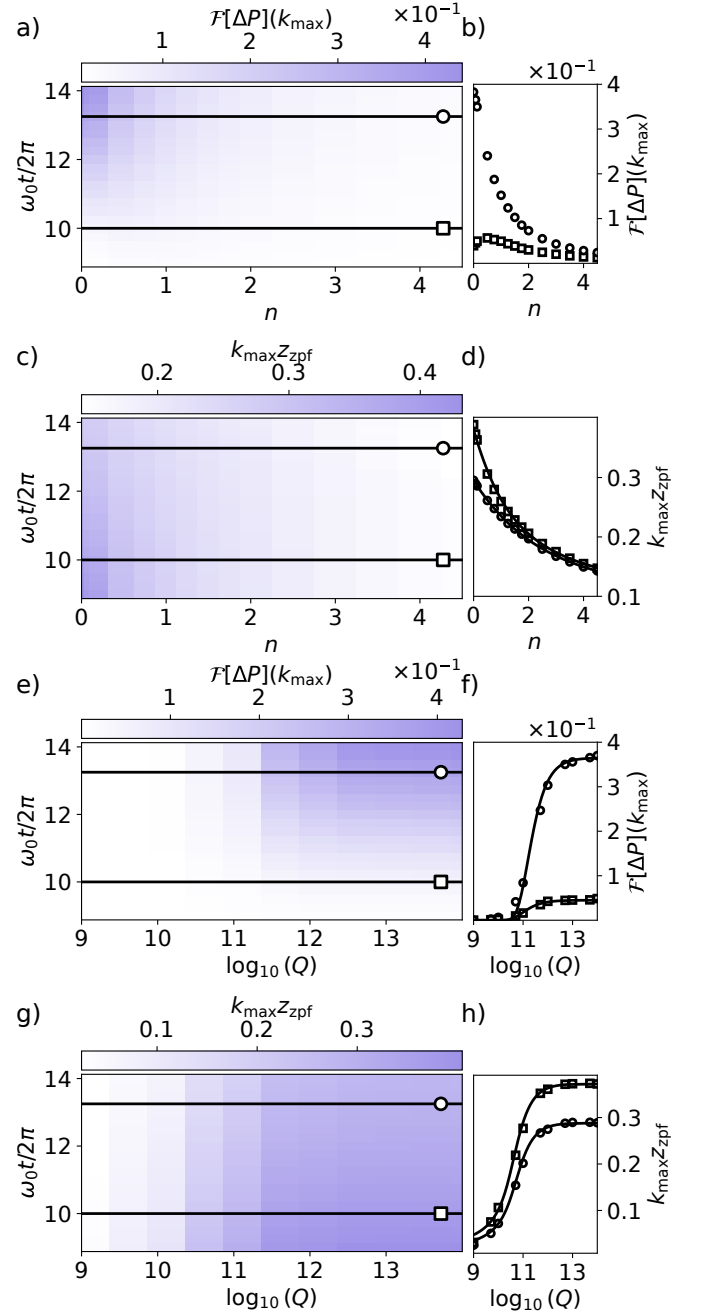 a) 𝓕[ΔP](k_max) ×10⁻¹ b)
1 2 3 4 ×10⁻¹
14 12 10 ω₀t/2π
4 3 2 1 𝓕[ΔP](k_max)
0 1 2 3 4 0 2 4
n n
c) k_max z_zpf d)
0.2 0.3 0.4
14 12 10 ω₀t/2π
0.3 0.2 0.1 k_max z_zpf
0 1 2 3 4 0 2 4
n n
e) 𝓕[ΔP](k_max) ×10⁻¹ f)
1 2 3 4 ×10⁻¹
14 12 10 ω₀t/2π
4 3 2 1 𝓕[ΔP](k_max)
9 10 11 12 13 9 11 13
log₁₀(Q) log₁₀(Q)
g) k_max z_zpf h)
0.1 0.2 0.3
14 12 10 ω₀t/2π
0.3 0.2 0.1 k_max z_zpf
9 10 11 12 13 9 11 13
log₁₀(Q) log₁₀(Q)